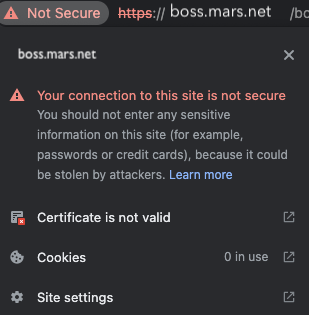 Not Secure https:// boss.mars.net /bo
boss.mars.net
Your connection to this site is not secure
You should not enter any sensitive
information on this site (for example,
passwords or credit cards), because it could
be stolen by attackers. Learn more
Certificate is not valid
Cookies 0 in use
Site settings